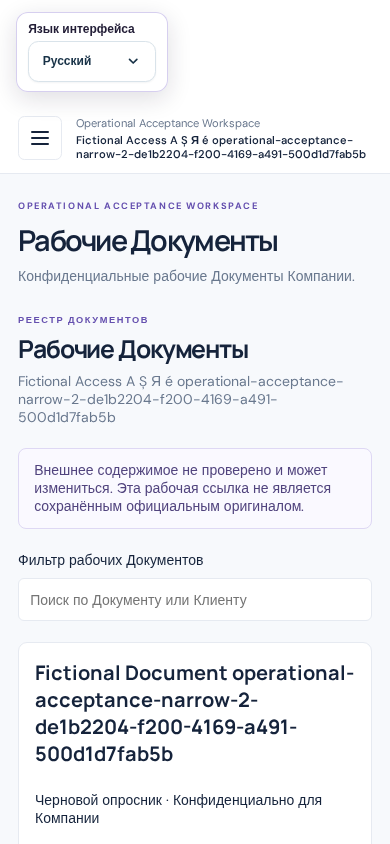 Язык интерфейса
Русский
Operational Acceptance Workspace
Fictional Access A Ș Я é operational-acceptance-
narrow-2-de1b2204-f200-4169-a491-500d1d7fab5b
OPERATIONAL ACCEPTANCE WORKSPACE
Рабочие Документы
Конфиденциальные рабочие Документы Компании.
РЕЕСТР ДОКУМЕНТОВ
Рабочие Документы
Fictional Access A Ș Я é operational-acceptance-
narrow-2-de1b2204-f200-4169-a491-
500d1d7fab5b
Внешнее содержимое не проверено и может
измениться. Эта рабочая ссылка не является
сохранённым официальным оригиналом.
Фильтр рабочих Документов
Поиск по Документу или Клиенту
Fictional Document operational-
acceptance-narrow-2-
de1b2204-f200-4169-a491-
500d1d7fab5b
Черновой опросник · Конфиденциально для
Компании